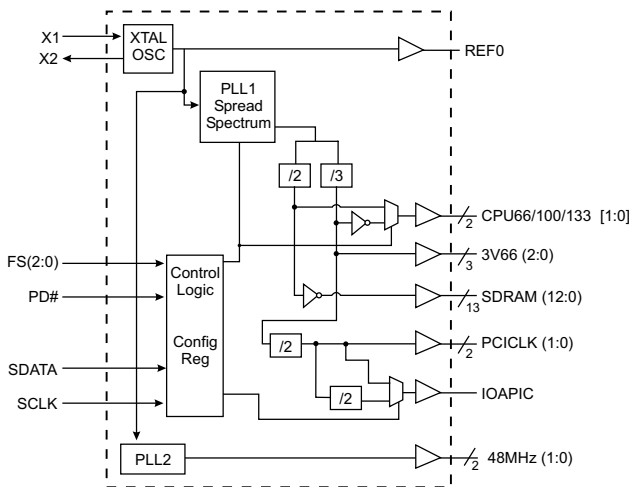 X1
X2
XTAL
OSC
REF0
PLL1
Spread
Spectrum
/2
/3
2
CPU66/100/133 [1:0]
FS(2:0)
Control
Logic
3
3V66 (2:0)
PD#
13
SDRAM (12:0)
Config
Reg
/2
2
PCICLK (1:0)
SDATA
/2
IOAPIC
SCLK
PLL2
2
48MHz (1:0)